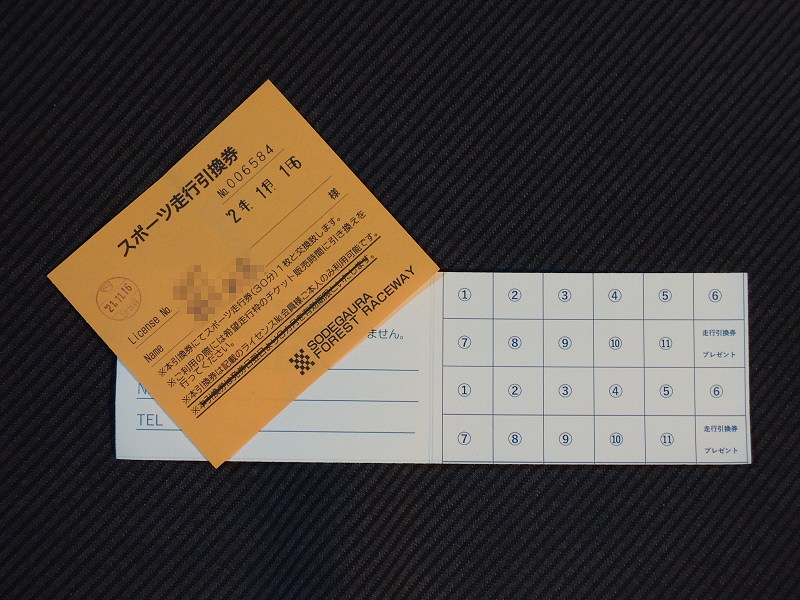 スポーツ走行引換券
No 006584
21. 11月. 16日
様
'21.11.16
License No
Name
※本引換券にてスポーツ走行券(30分)1枚と交換致します。
※ご利用の際には希望走行枠のチケット販売時間に引き換えを
行ってください。
※本引換券は記載のライセンス№会員様ご本人のみ利用可能です。
SODEGAURA
FOREST RACEWAY
ません。
N
TEL
① ② ③ ④ ⑤ ⑥
⑦ ⑧ ⑨ ⑩ ⑪ 走行引換券
プレゼント
① ② ③ ④ ⑤ ⑥
⑦ ⑧ ⑨ ⑩ ⑪ 走行引換券
プレゼント